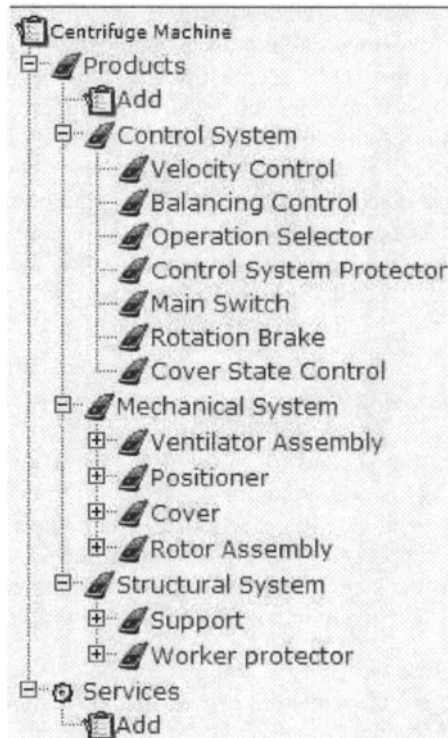 Centrifuge Machine
Products
Add
Control System
Velocity Control
Balancing Control
Operation Selector
Control System Protector
Main Switch
Rotation Brake
Cover State Control
Mechanical System
Ventilator Assembly
Positioner
Cover
Rotor Assembly
Structural System
Support
Worker protector
Services
Add